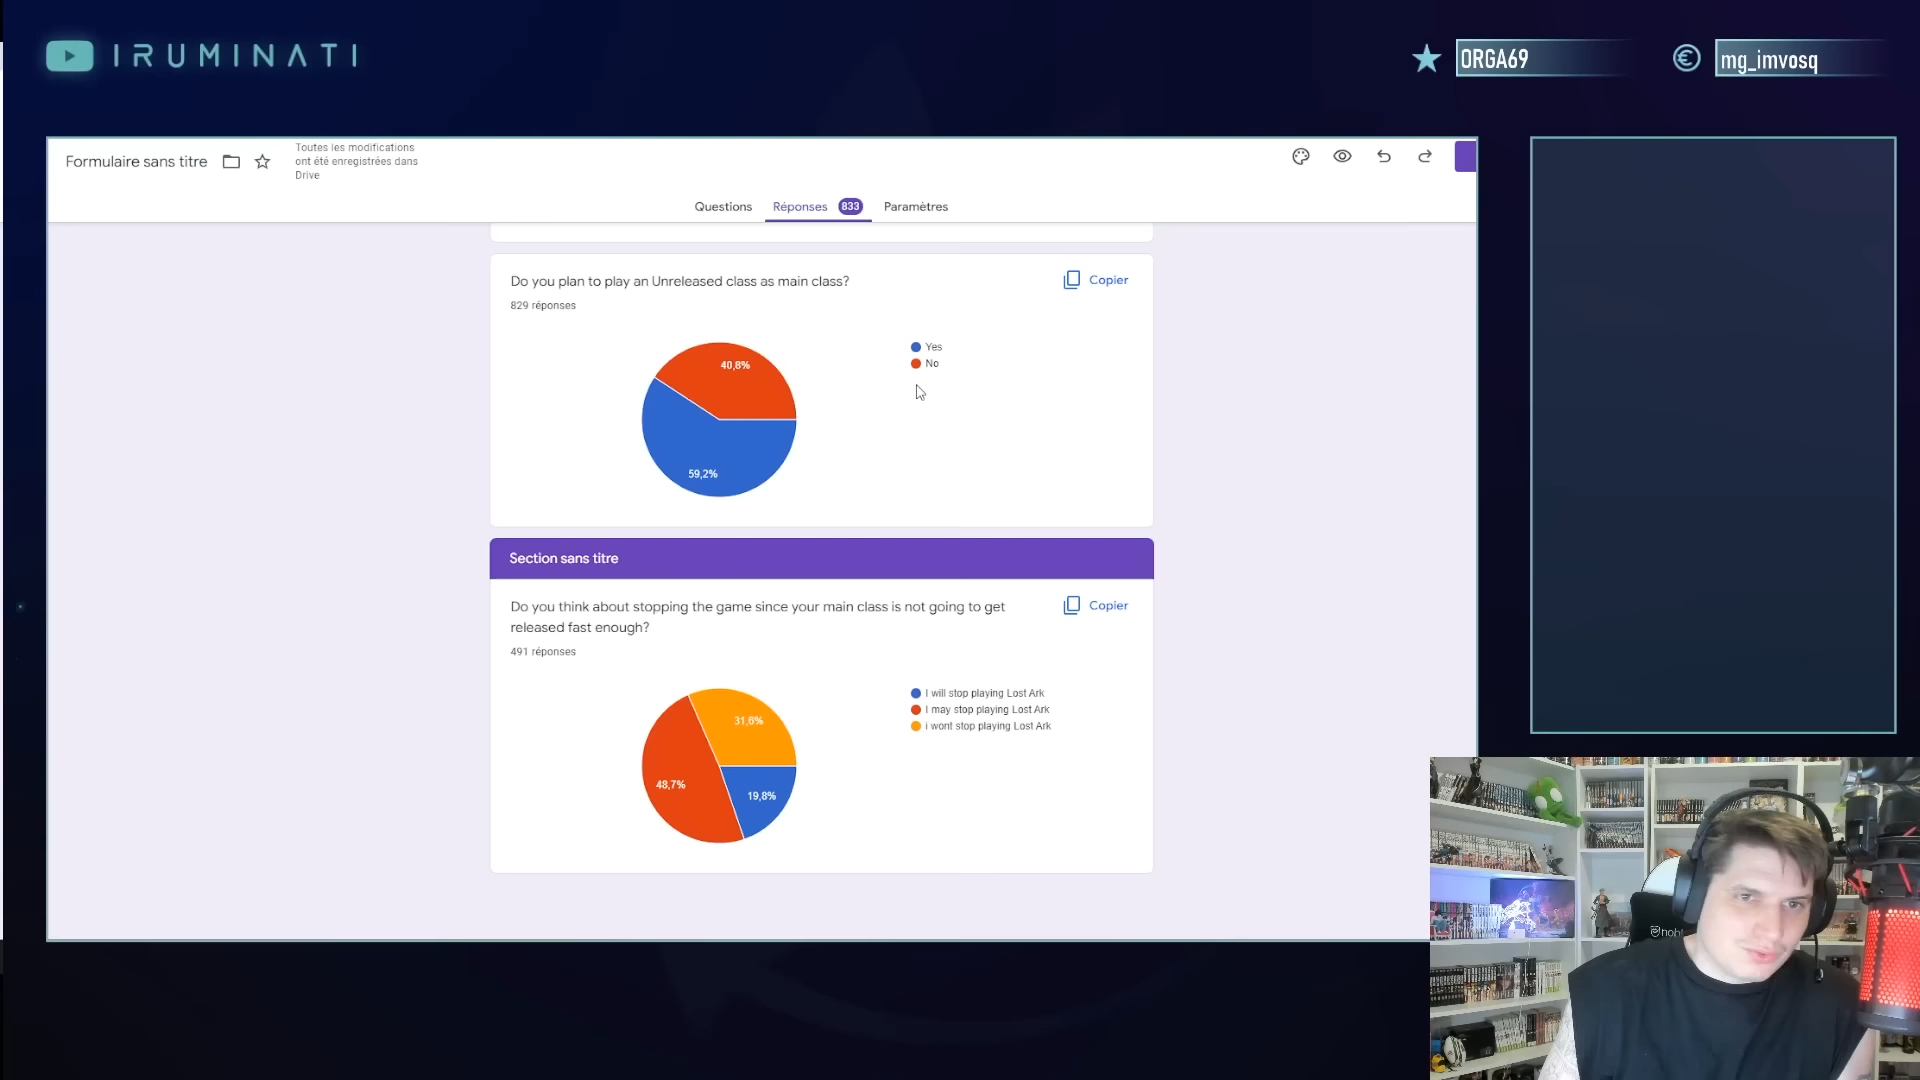 IRUMINATI
ORGA69
mg_imvosq
Formulaire sans titre
Toutes les modifications
ont été enregistrées dans
Drive
Questions
Réponses
833
Paramètres
Do you plan to play an Unreleased class as main class?
Copier
829 réponses
Yes
No
40,8%
59,2%
Section sans titre
Do you think about stopping the game since your main class is not going to get
released fast enough?
Copier
491 réponses
I will stop playing Lost Ark
I may stop playing Lost Ark
i wont stop playing Lost Ark
31,6%
48,7%
19,8%